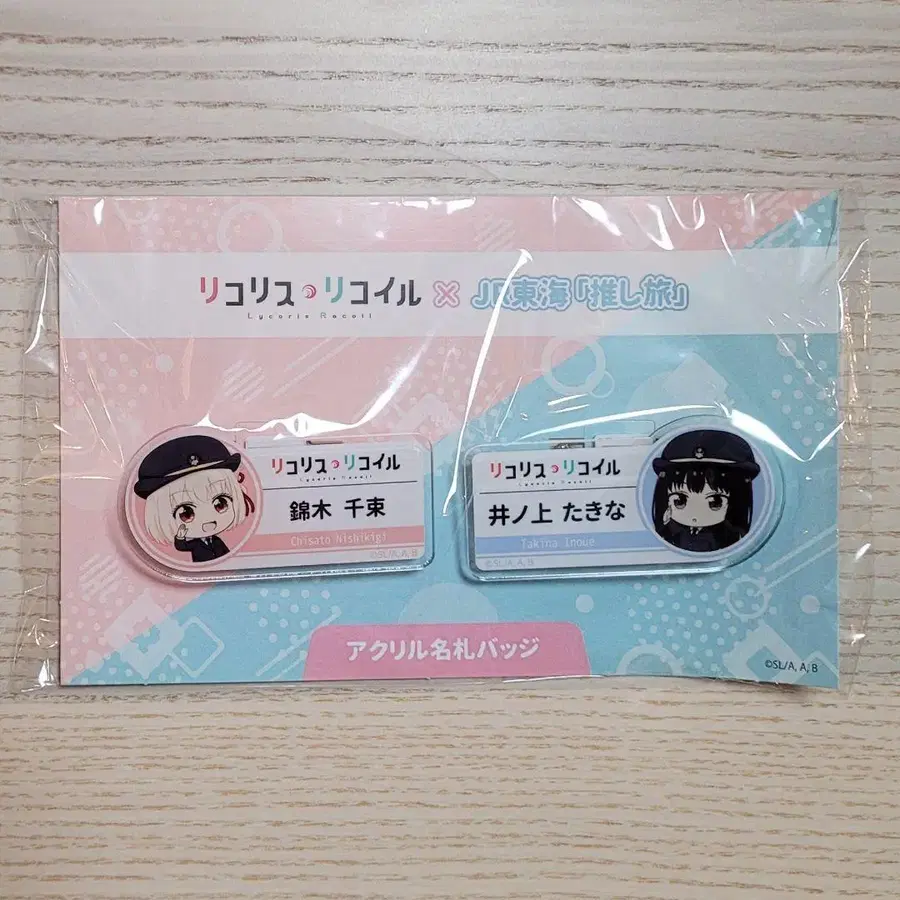 リコリス・リコイル × JR東海「推し旅」
Lycoris Recoil
リコリス・リコイル
Lycoris Recoil
錦木 千束
Chisato Nishikigi
©SL/A, A, B
リコリス・リコイル
Lycoris Recoil
井ノ上 たきな
Takina Inoue
©SL/A, A, B
アクリル名札バッジ
©SL/A, A, B